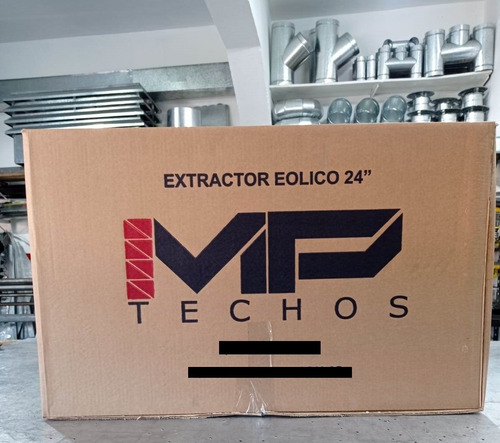 EXTRACTOR EOLICO 24”
MP
TECHOS